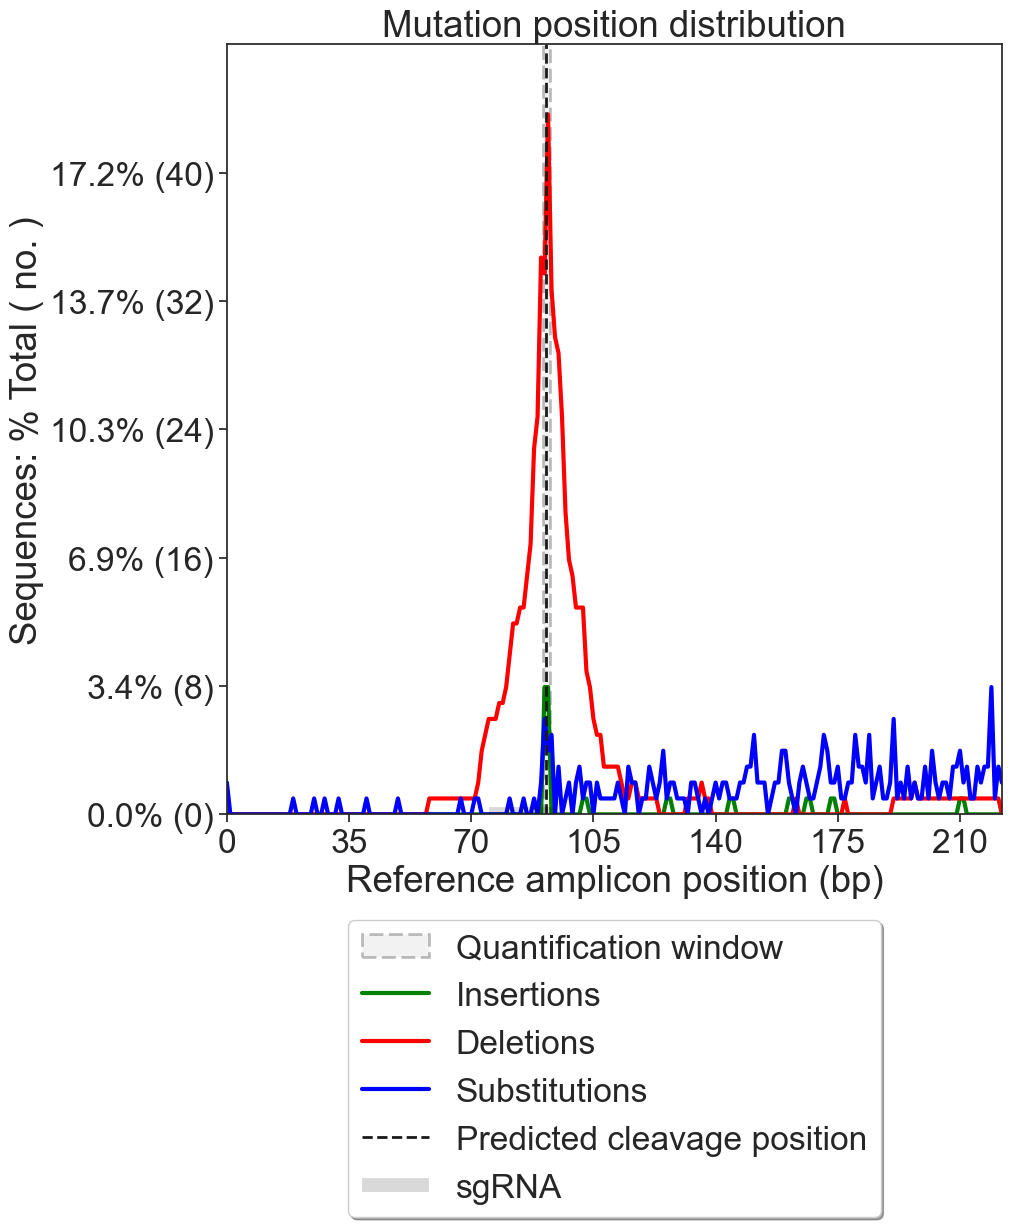 Mutation position distribution
Sequences: % Total ( no. )
17.2% (40)
13.7% (32)
10.3% (24)
6.9% (16)
3.4% (8)
0.0% (0)
0 35 70 105 140 175 210
Reference amplicon position (bp)
Quantification window
Insertions
Deletions
Substitutions
Predicted cleavage position
sgRNA